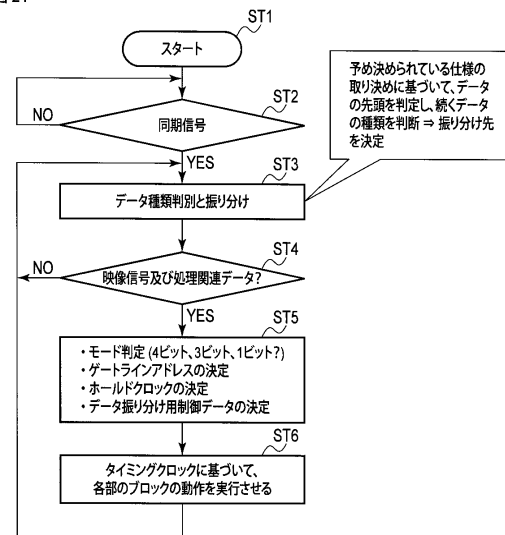 ST1
スタート
ST2
同期信号
NO
YES
予め決められている仕様の
取り決めに基づいて、データ
の先頭を判定し、続くデータ
の種類を判断 ⇒ 振り分け先
を決定
ST3
データ種類判別と振り分け
ST4
映像信号及び処理関連データ?
NO
YES
ST5
・モード判定 (4ビット、3ビット、1ビット?)
・ゲートラインアドレスの決定
・ホールドクロックの決定
・データ振り分け用制御データの決定
ST6
タイミングクロックに基づいて、
各部のブロックの動作を実行させる